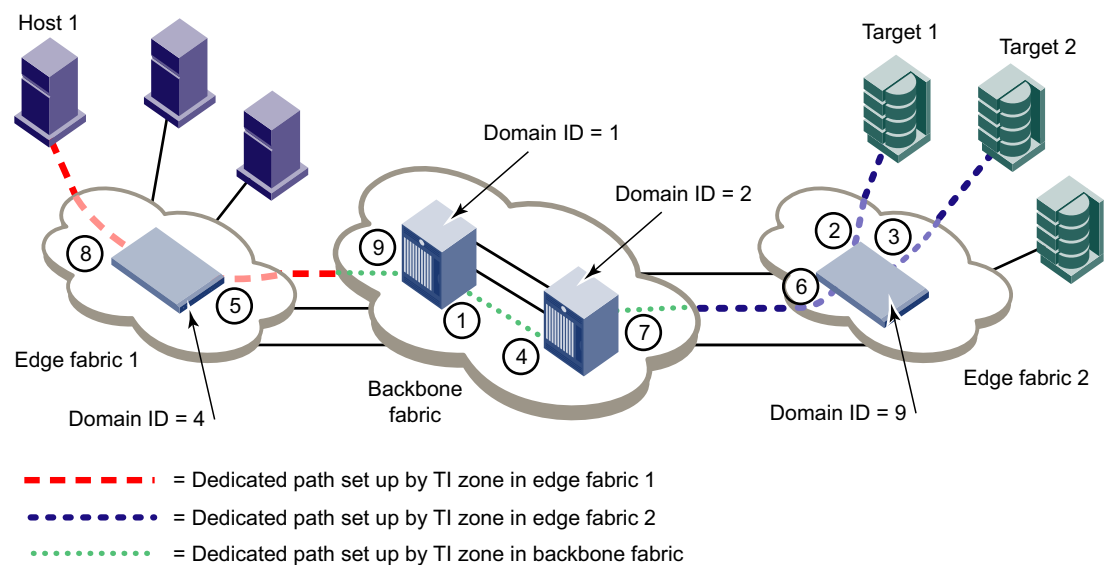 Host 1
Target 1
Target 2
Domain ID = 1
Domain ID = 2
2
3
9
8
6
5
1
7
4
Edge fabric 1
Backbone
fabric
Edge fabric 2
Domain ID = 4
Domain ID = 9
= Dedicated path set up by TI zone in edge fabric 1
= Dedicated path set up by TI zone in edge fabric 2
= Dedicated path set up by TI zone in backbone fabric